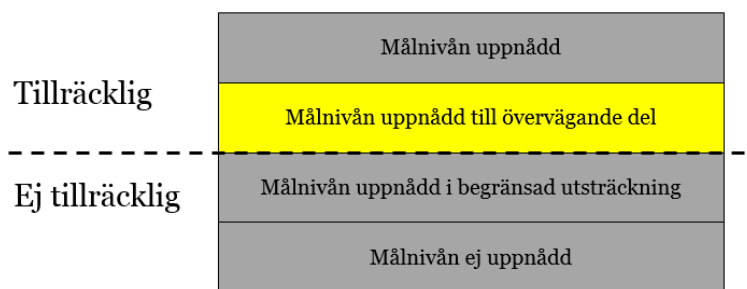 Målnivån uppnådd
Tillräcklig
Målnivån uppnådd till övervägande del
Målnivån uppnådd i begränsad utsträckning
Ej tillräcklig
Målnivån ej uppnådd